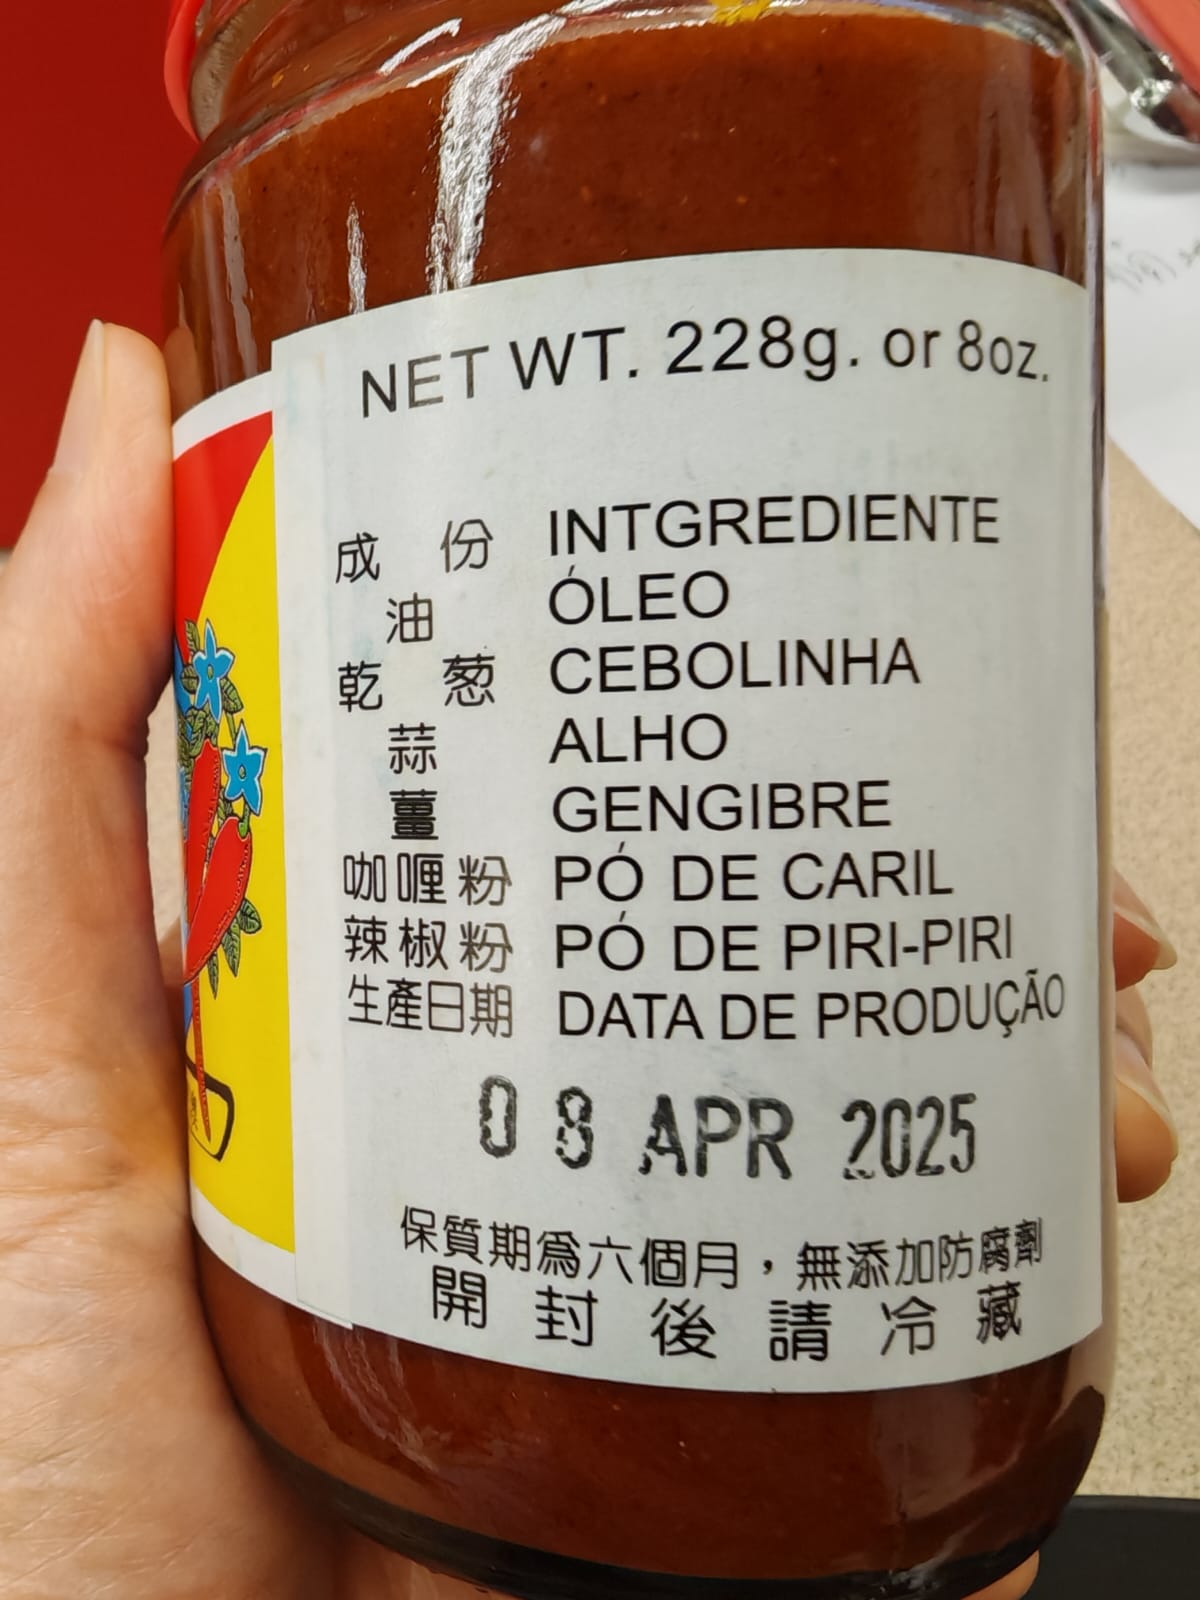 NET WT. 228g. or 8oz.
成份 INTGREDIENTE
油 ÓLEO
乾葱 CEBOLINHA
蒜 ALHO
薑 GENGIBRE
咖喱粉 PÓ DE CARIL
辣椒粉 PÓ DE PIRI-PIRI
生產日期 DATA DE PRODUÇÃO
08 APR 2025
保質期為六個月，無添加防腐劑
開封後請冷藏